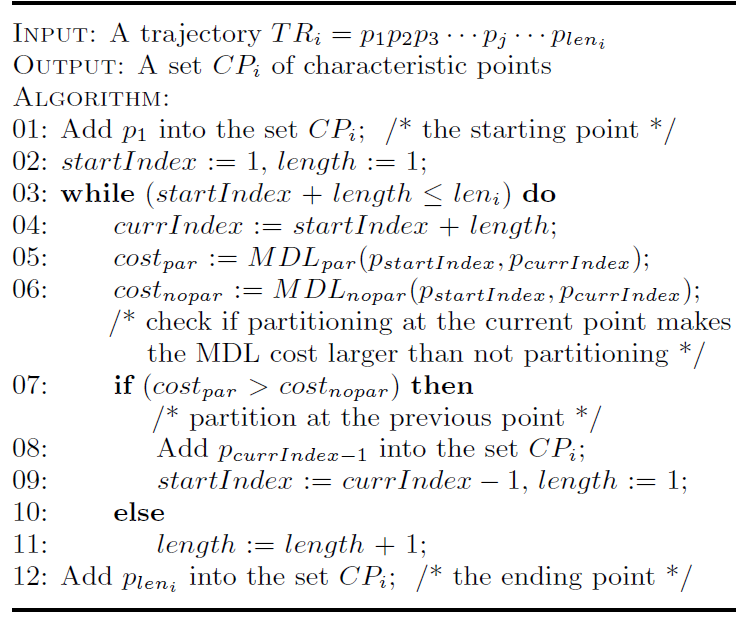 INPUT: A trajectory TR_i = p_1p_2p_3 ⋯ p_j ⋯ p_{len_i}
OUTPUT: A set CP_i of characteristic points
ALGORITHM:
01: Add p_1 into the set CP_i; /* the starting point */
02: startIndex := 1, length := 1;
03: while (startIndex + length ≤ len_i) do
04: currIndex := startIndex + length;
05: cost_{par} := MDL_{par}(p_{startIndex}, p_{currIndex});
06: cost_{nopar} := MDL_{nopar}(p_{startIndex}, p_{currIndex});
/* check if partitioning at the current point makes
the MDL cost larger than not partitioning */
07: if (cost_{par} > cost_{nopar}) then
/* partition at the previous point */
08: Add p_{currIndex−1} into the set CP_i;
09: startIndex := currIndex − 1, length := 1;
10: else
11: length := length + 1;
12: Add p_{len_i} into the set CP_i; /* the ending point */